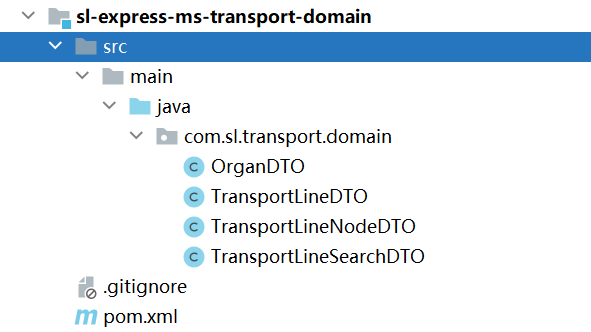 sl-express-ms-transport-domain
src
main
java
com.sl.transport.domain
C OrganDTO
C TransportLineDTO
C TransportLineNodeDTO
C TransportLineSearchDTO
.gitignore
m pom.xml